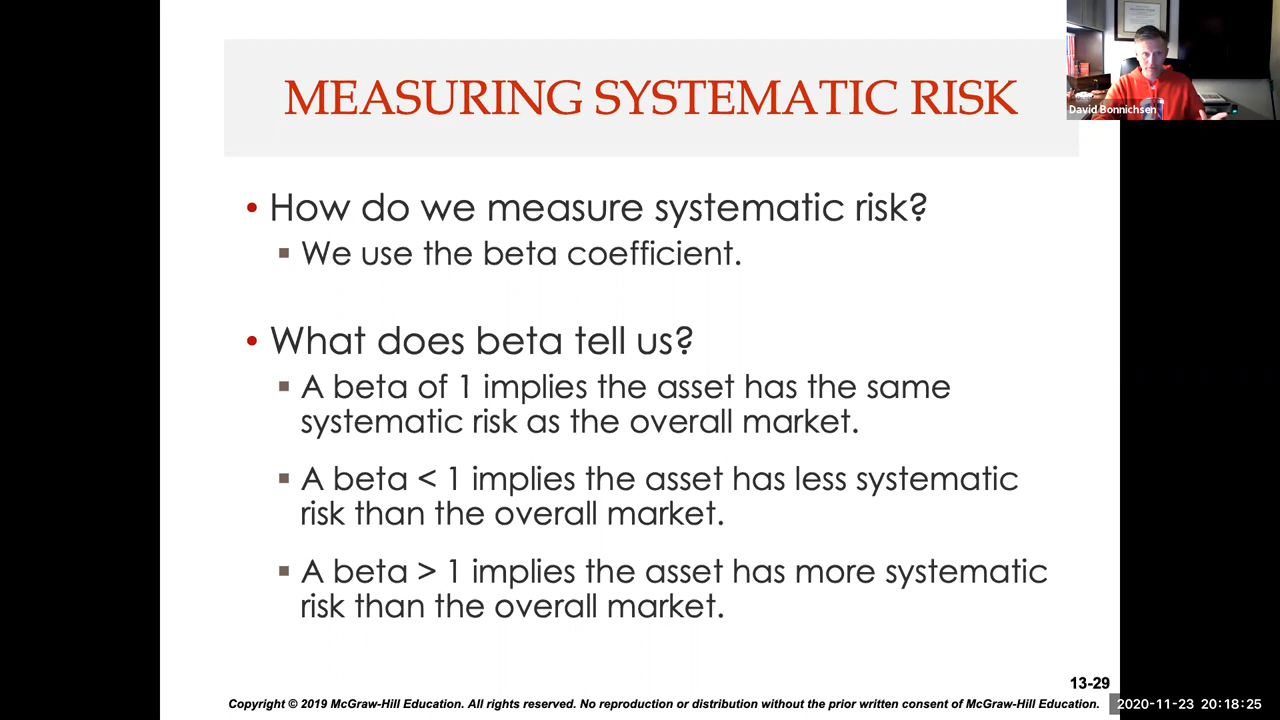 MEASURING SYSTEMATIC RISK
David Bonnichsen
• How do we measure systematic risk?
▪ We use the beta coefficient.
• What does beta tell us?
▪ A beta of 1 implies the asset has the same
systematic risk as the overall market.
▪ A beta < 1 implies the asset has less systematic
risk than the overall market.
▪ A beta > 1 implies the asset has more systematic
risk than the overall market.
13-29
Copyright © 2019 McGraw-Hill Education. All rights reserved. No reproduction or distribution without the prior written consent of McGraw-Hill Education.
2020-11-23 20:18:25